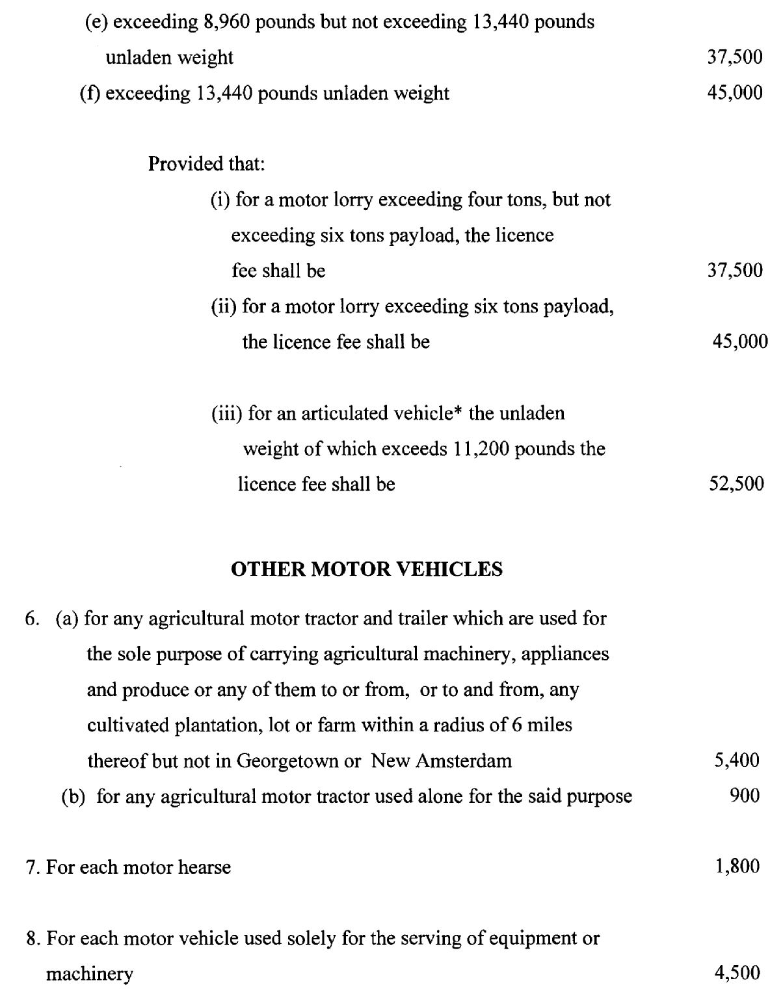 (e) exceeding 8,960 pounds but not exceeding 13,440 pounds
unladen weight 37,500
(f) exceeding 13,440 pounds unladen weight 45,000
Provided that:
(i) for a motor lorry exceeding four tons, but not
exceeding six tons payload, the licence
fee shall be 37,500
(ii) for a motor lorry exceeding six tons payload,
the licence fee shall be 45,000
(iii) for an articulated vehicle* the unladen
weight of which exceeds 11,200 pounds the
licence fee shall be 52,500
OTHER MOTOR VEHICLES
6. (a) for any agricultural motor tractor and trailer which are used for
the sole purpose of carrying agricultural machinery, appliances
and produce or any of them to or from, or to and from, any
cultivated plantation, lot or farm within a radius of 6 miles
thereof but not in Georgetown or New Amsterdam 5,400
(b) for any agricultural motor tractor used alone for the said purpose 900
7. For each motor hearse 1,800
8. For each motor vehicle used solely for the serving of equipment or
machinery 4,500